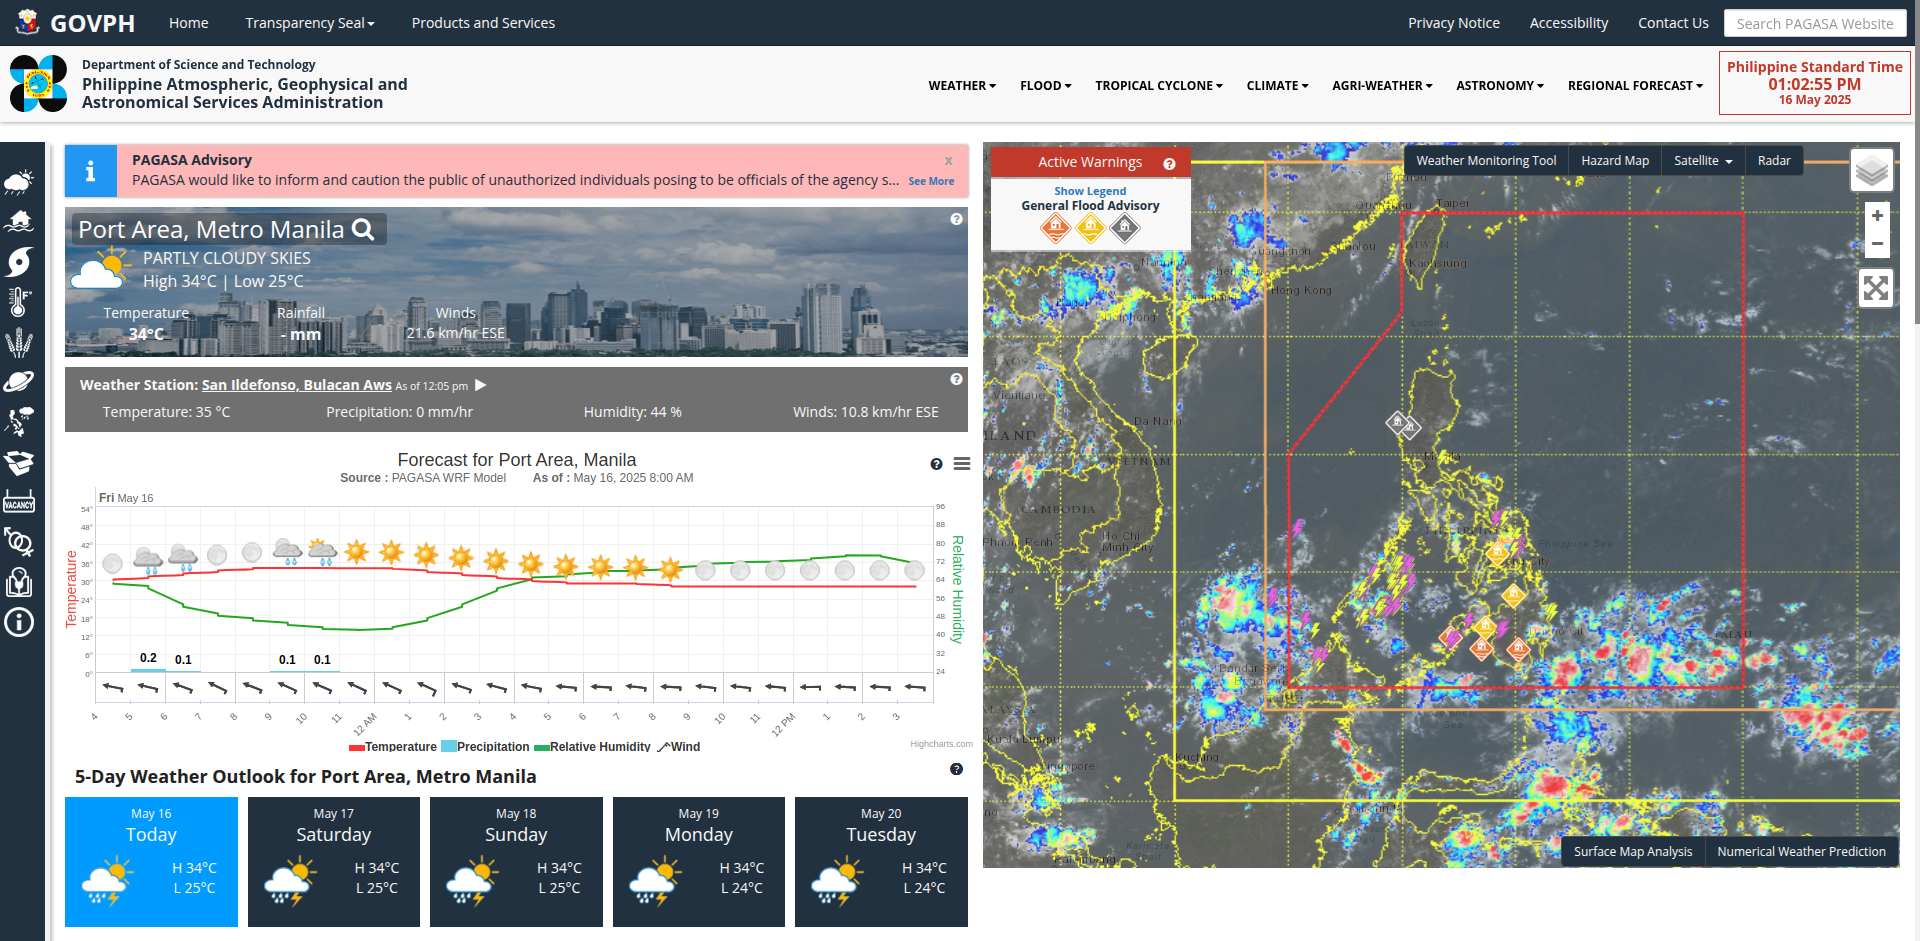 GOVPH
Home
Transparency Seal
Products and Services
Privacy Notice
Accessibility
Contact Us
Search PAGASA Website
Department of Science and Technology
Philippine Atmospheric, Geophysical and
Astronomical Services Administration
WEATHER
FLOOD
TROPICAL CYCLONE
CLIMATE
AGRI-WEATHER
ASTRONOMY
REGIONAL FORECAST
Philippine Standard Time
01:02:55 PM
16 May 2025
PAGASA Advisory
x
PAGASA would like to inform and caution the public of unauthorized individuals posing to be officials of the agency s...
See More
Port Area, Metro Manila
PARTLY CLOUDY SKIES
High 34°C | Low 25°C
Temperature
Rainfall
Winds
34°C
- mm
21.6 km/hr ESE
Weather Station: San Ildefonso, Bulacan Aws As of 12:05 pm
Temperature: 35 °C
Precipitation: 0 mm/hr
Humidity: 44 %
Winds: 10.8 km/hr ESE
Forecast for Port Area, Manila
Source : PAGASA WRF Model As of : May 16, 2025 8:00 AM
Fri May 16
Temperature
54°
48°
42°
36°
30°
24°
18°
12°
6°
0°
0.2
0.1
0.1
0.1
96
88
80
72
64
56
48
40
32
24
Relative Humidity
4
5
6
7
8
9
10
11
12 AM
1
2
3
4
5
6
7
8
9
10
11
12 PM
1
2
3
Temperature
Precipitation
Relative Humidity
Wind
Highcharts.com
5-Day Weather Outlook for Port Area, Metro Manila
May 16
Today
H 34°C
L 25°C
May 17
Saturday
H 34°C
L 25°C
May 18
Sunday
H 34°C
L 25°C
May 19
Monday
H 34°C
L 24°C
May 20
Tuesday
H 34°C
L 24°C
VACANCY
Active Warnings
Show Legend
General Flood Advisory
Weather Monitoring Tool
Hazard Map
Satellite
Radar
+
−
Taipei
Kaohsiung
Hong Kong
Haiphong
Vientiane
Da Nang
VIETNAM
CAMBODIA
Phnom Penh
Ho Chi
Minh City
Philippine Sea
PALAU
Bandar Seri
Kuala Lumpur
Singapore
Kuching
Karimata
Strait
Surface Map Analysis
Numerical Weather Prediction